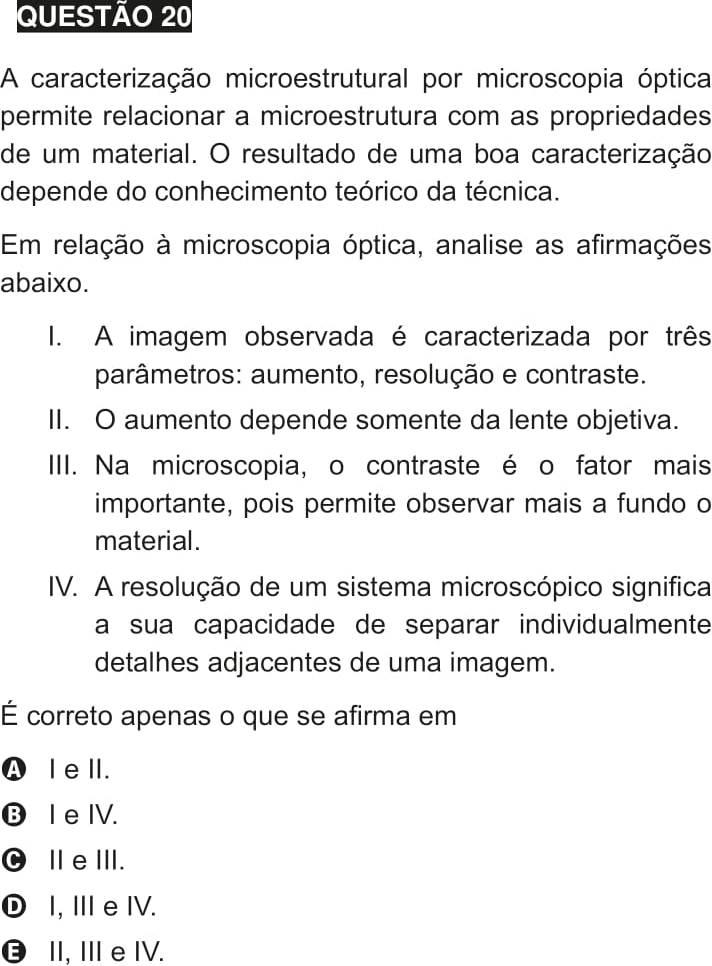 QUESTÃO 20
A caracterização microestrutural por microscopia óptica
permite relacionar a microestrutura com as propriedades
de um material. O resultado de uma boa caracterização
depende do conhecimento teórico da técnica.
Em relação à microscopia óptica, analise as afirmações
abaixo.
I. A imagem observada é caracterizada por três
parâmetros: aumento, resolução e contraste.
II. O aumento depende somente da lente objetiva.
III. Na microscopia, o contraste é o fator mais
importante, pois permite observar mais a fundo o
material.
IV. A resolução de um sistema microscópico significa
a sua capacidade de separar individualmente
detalhes adjacentes de uma imagem.
É correto apenas o que se afirma em
A I e II.
B I e IV.
C II e III.
D I, III e IV.
E II, III e IV.